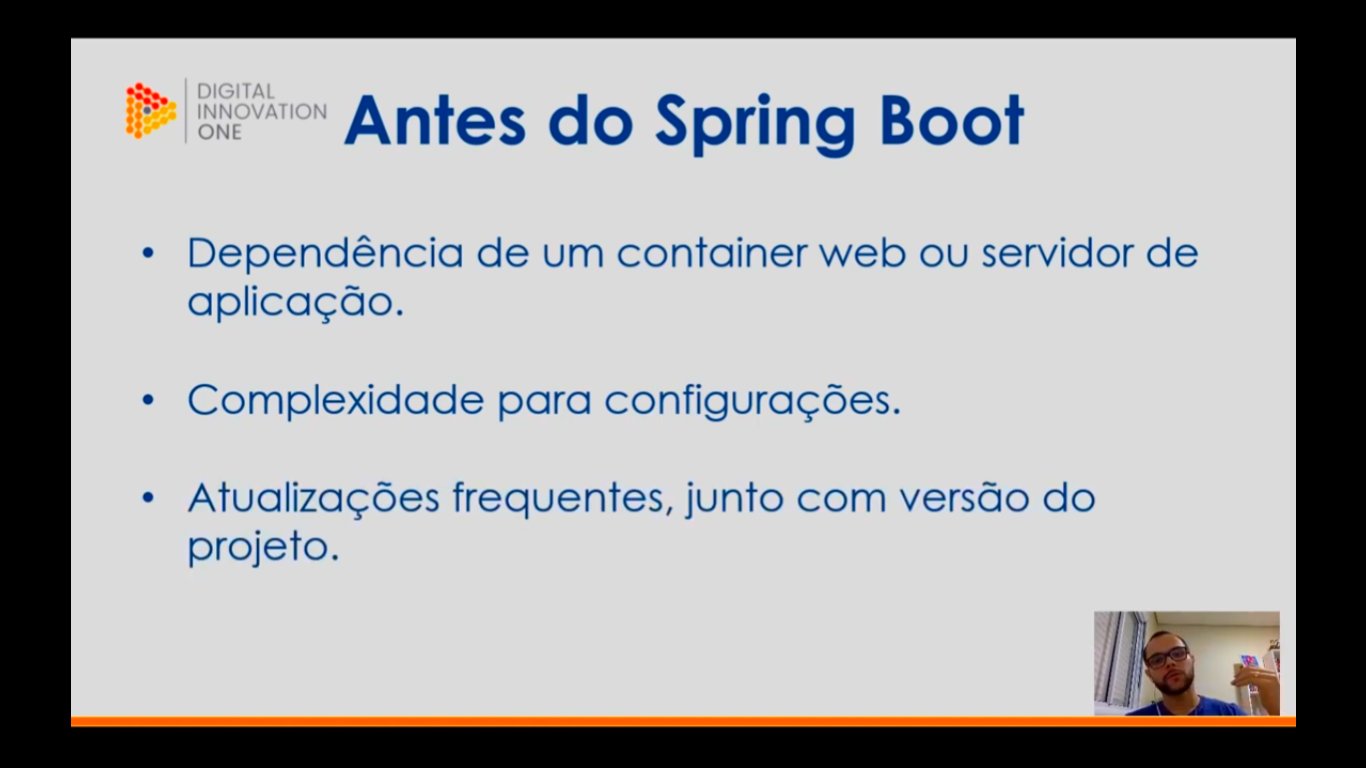 DIGITAL
INNOVATION
ONE
Antes do Spring Boot
• Dependência de um container web ou servidor de
aplicação.
• Complexidade para configurações.
• Atualizações frequentes, junto com versão do
projeto.